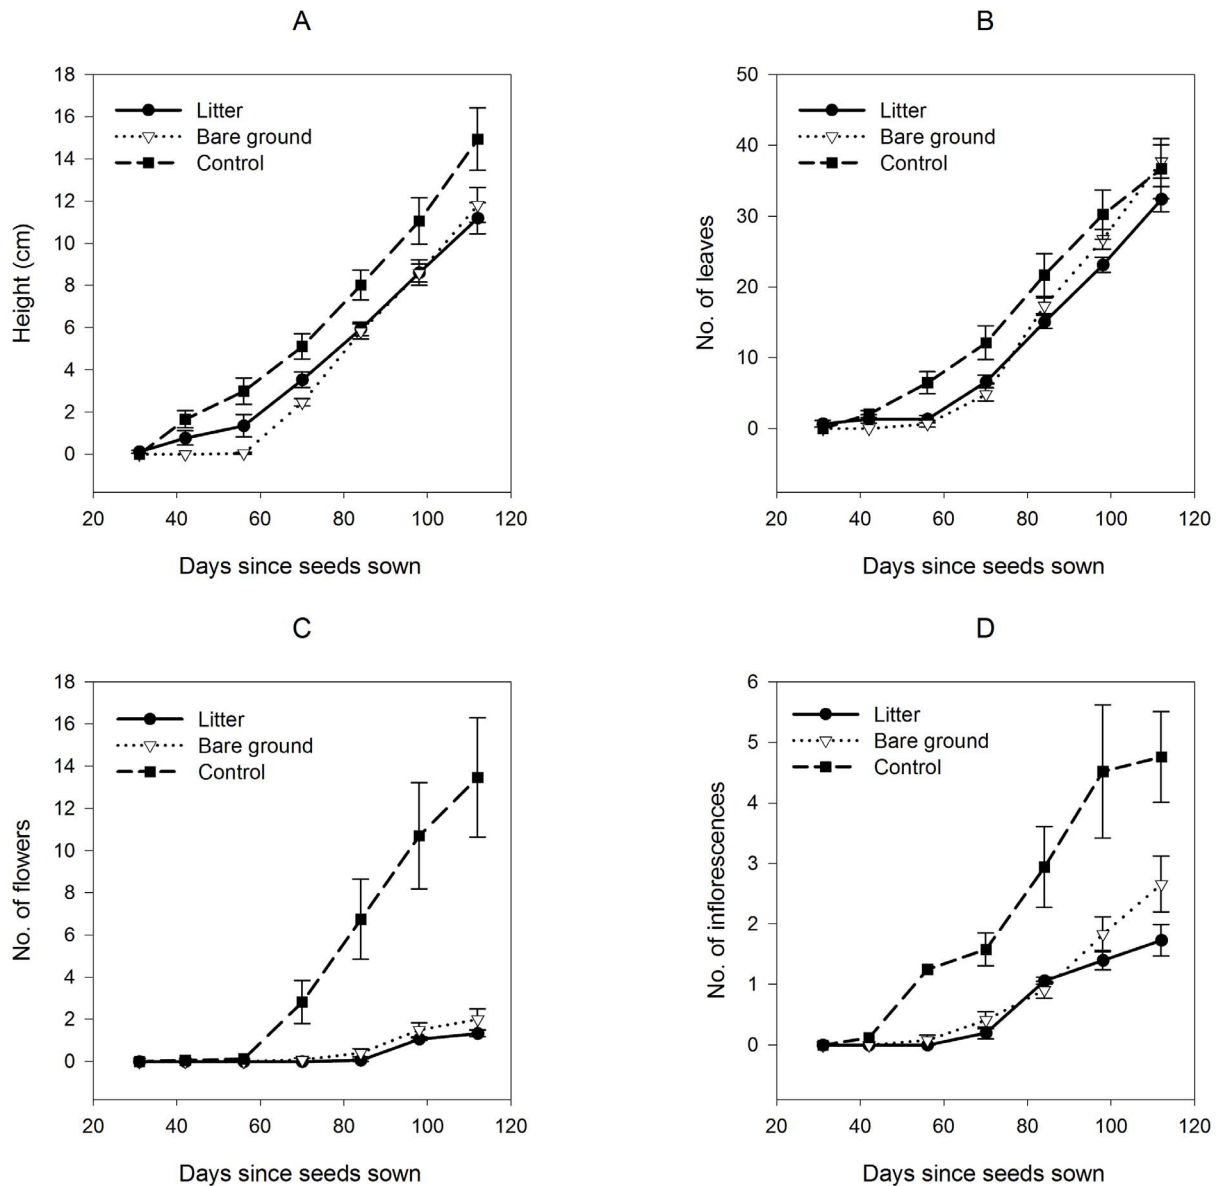 A
18
16
14
12
10
8
6
4
2
0
Height (cm)
Litter
Bare ground
Control
20 40 60 80 100 120
Days since seeds sown
B
50
40
30
20
10
0
No. of leaves
Litter
Bare ground
Control
20 40 60 80 100 120
Days since seeds sown
C
18
16
14
12
10
8
6
4
2
0
No. of flowers
Litter
Bare ground
Control
20 40 60 80 100 120
Days since seeds sown
D
6
5
4
3
2
1
0
No. of inflorescences
Litter
Bare ground
Control
20 40 60 80 100 120
Days since seeds sown